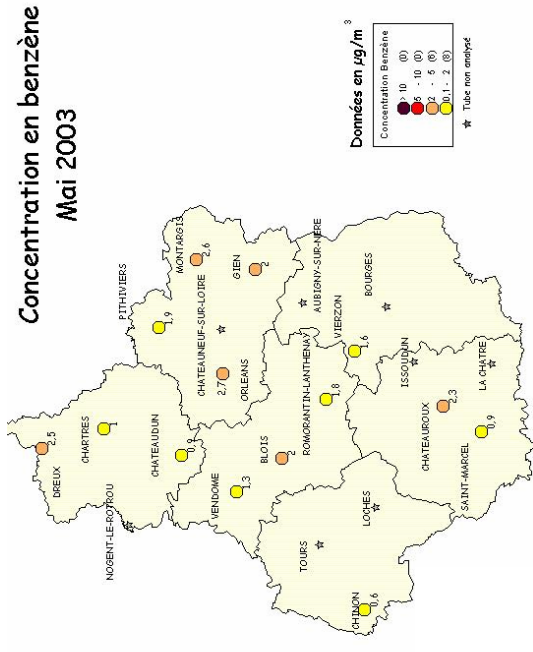 Concentration en benzène
Mai 2003
Données en µg/m³
Concentration Benzène
> 10 (0)
5 - 10 (0)
2 - 5 (6)
0,1 - 2 (8)
Tube non analysé
DREUX
2,5
CHARTRES
1
NOGENT-LE-ROTROU
CHATEAUDUN
0,9
PITHIVIERS
1,9
MONTARGIS
2,6
CHATEAUNEUF-SUR-LOIRE
2,7
ORLEANS
GIEN
2
VENDOME
1,3
BLOIS
2
ROMORANTIN-LANTHENAY
1,8
AUBIGNY-SUR-NERE
VIERZON
1,6
BOURGES
TOURS
LOCHES
CHINON
0,6
ISSOUDUN
CHATEAUROUX
2,3
LA CHATRE
SAINT-MARCEL
0,9